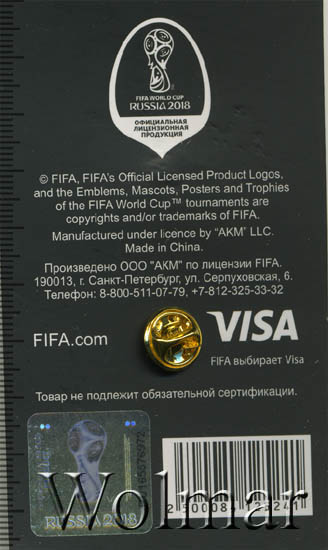 FIFA WORLD CUP
RUSSIA 2018
ОФИЦИАЛЬНАЯ
ЛИЦЕНЗИОННАЯ
ПРОДУКЦИЯ
© FIFA, FIFA's Official Licensed Product Logos,
and the Emblems, Mascots, Posters and Trophies
of the FIFA World Cup™ tournaments are
copyrights and/or trademarks of FIFA.
Manufactured under licence by "AKM" LLC.
Made in China.
Произведено ООО "АКМ" по лицензии FIFA.
190013, г. Санкт-Петербург, ул. Серпуховская, 6.
Телефон: 8-800-511-07-79, +7-812-325-33-32
FIFA.com
VISA
FIFA выбирает Visa
Товар не подлежит обязательной сертификации.
RUSSIA 2018
Wolmar